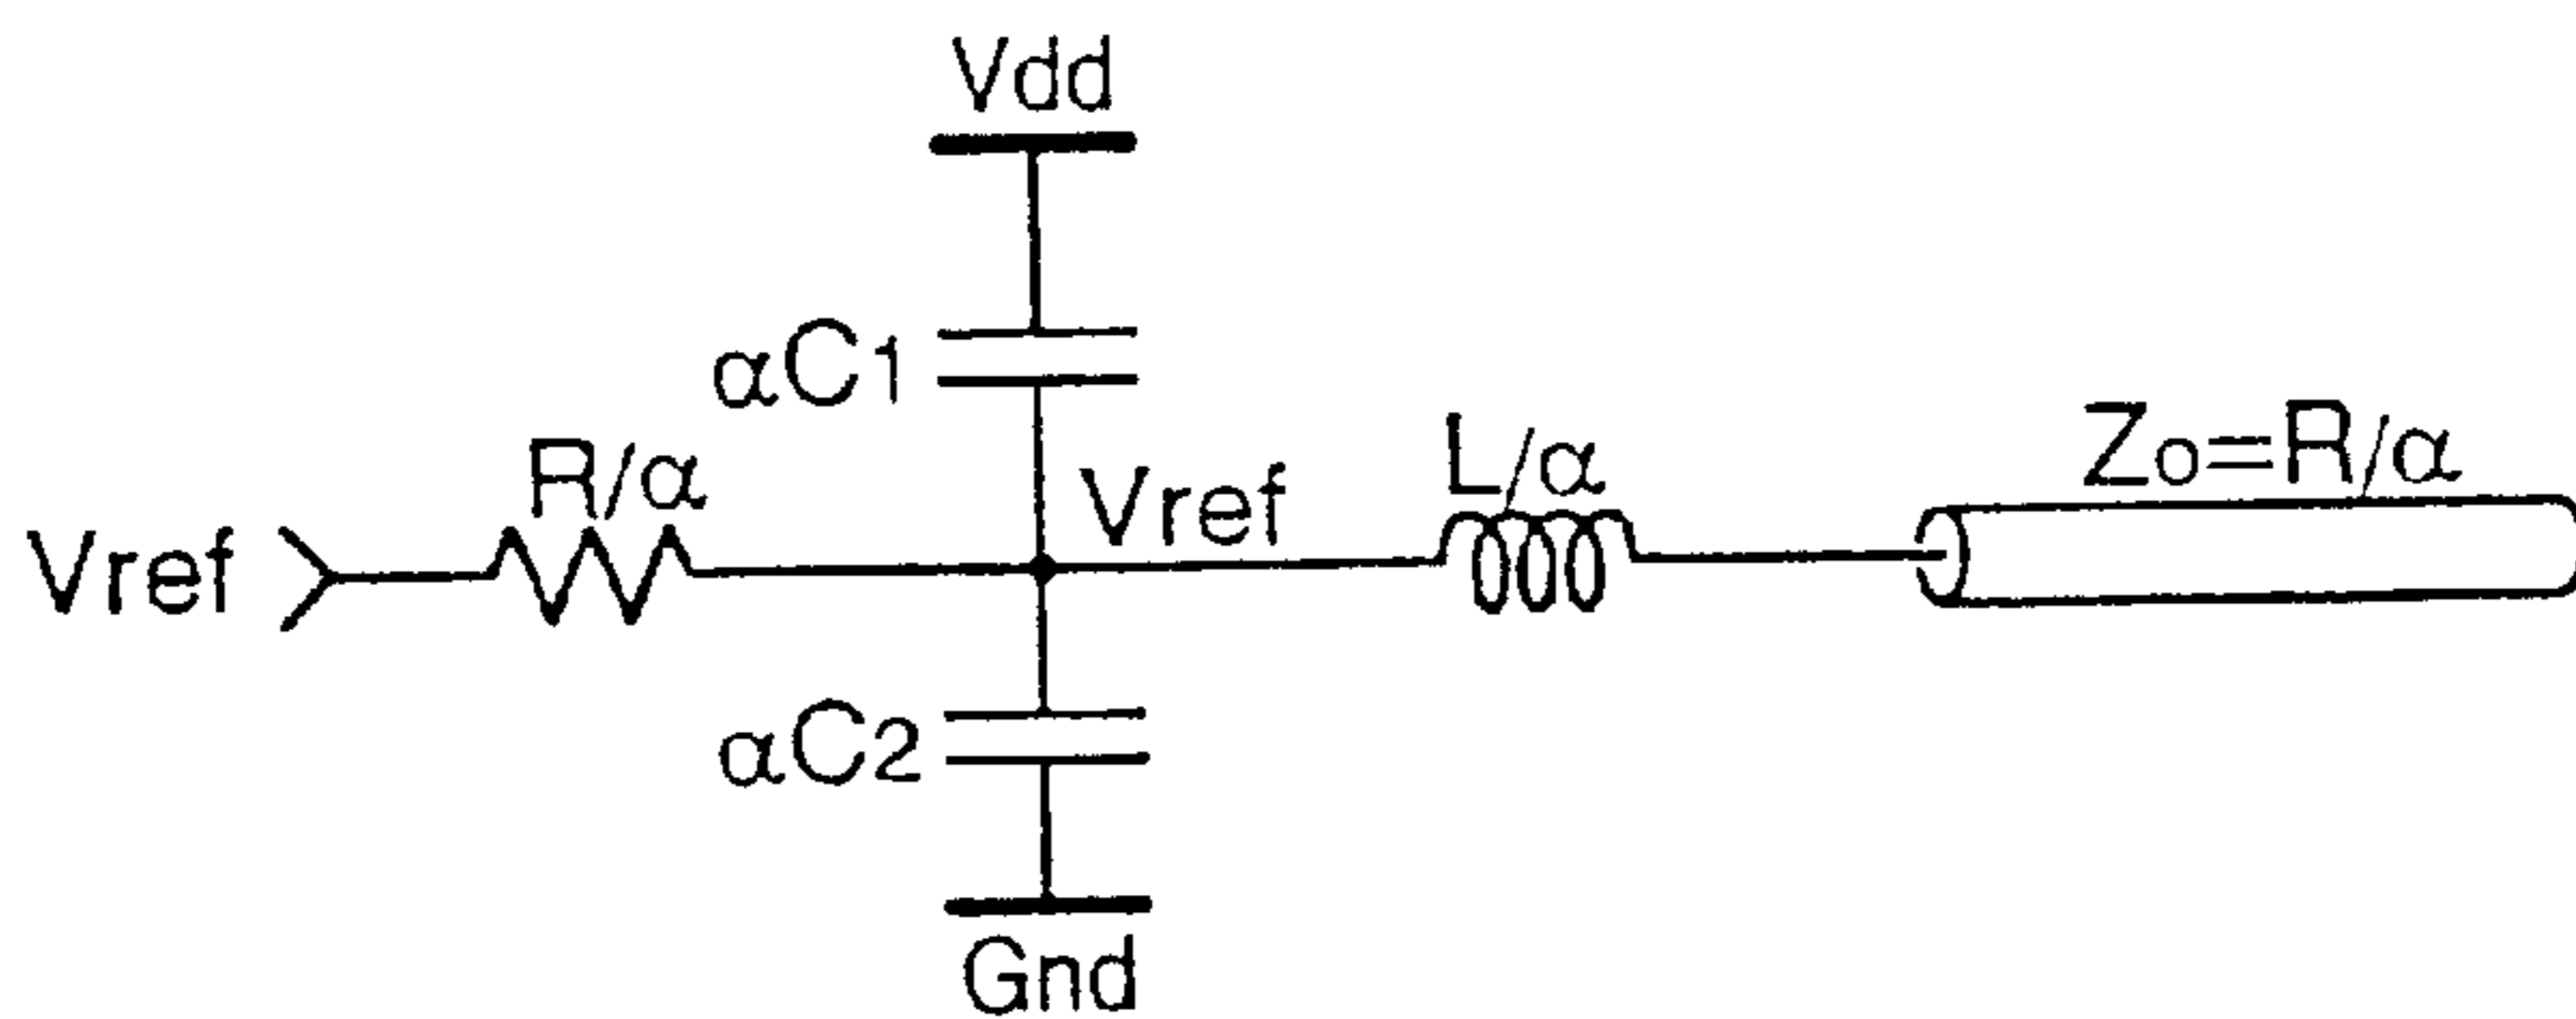 Vdd
αC1
R/α
Vref
Vref
L/α
Zo=R/α
αC2
Gnd